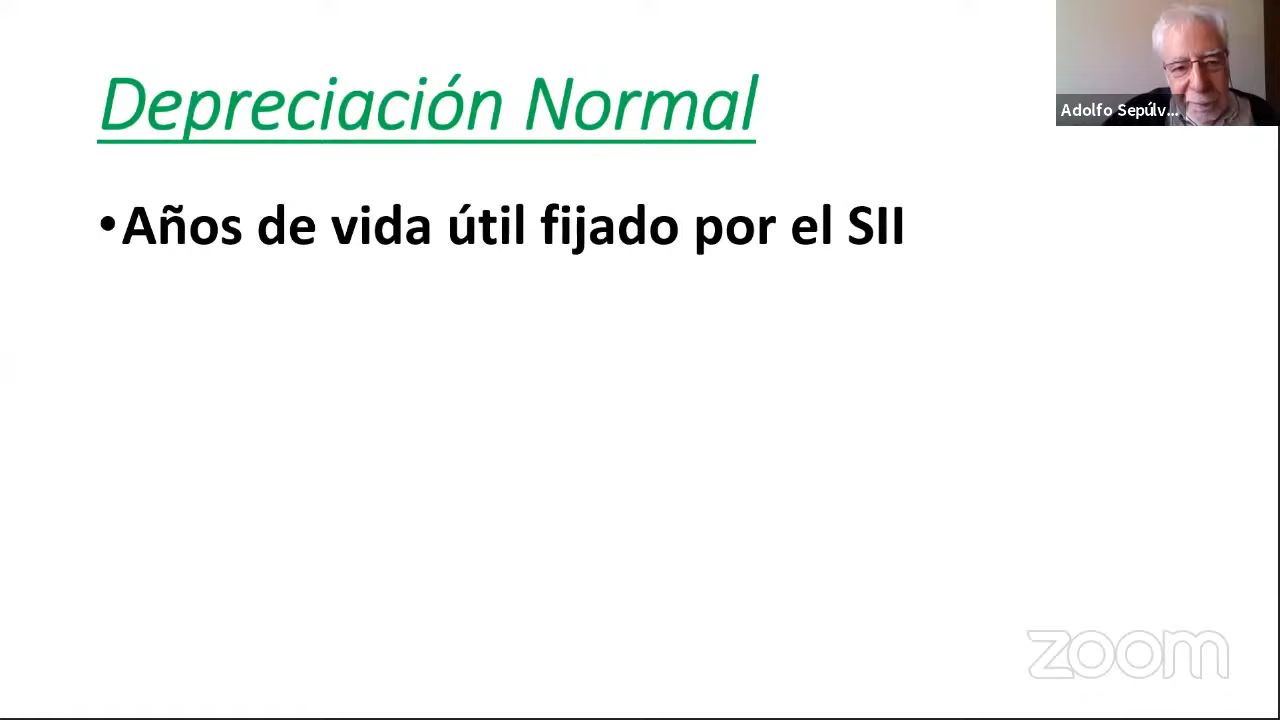 Depreciación Normal
Adolfo Sepúlv...
•Años de vida útil fijado por el SII
zoom